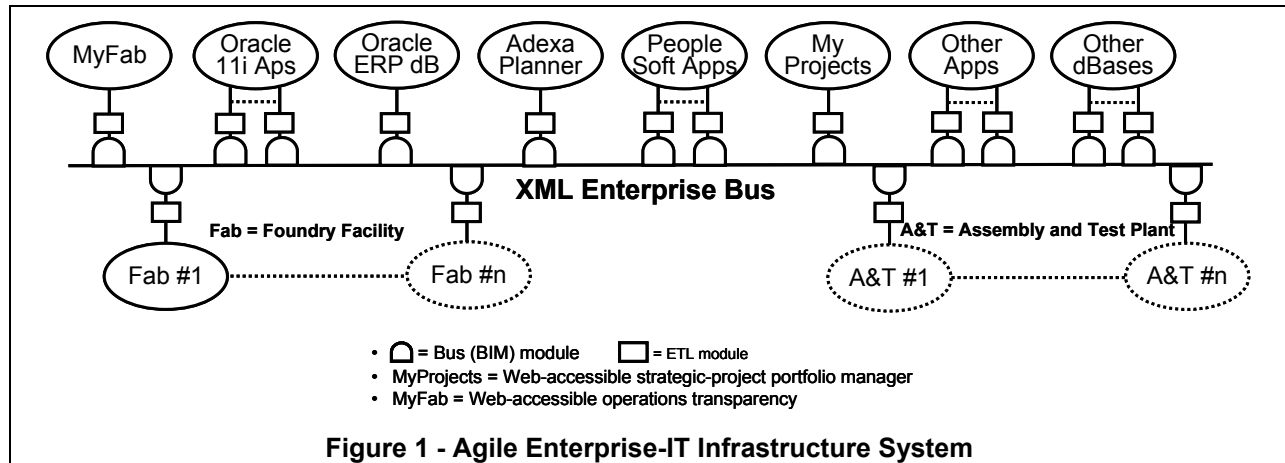 MyFab
Oracle
11i Aps
Oracle
ERP dB
Adexa
Planner
People
Soft Apps
My
Projects
Other
Apps
Other
dBases
XML Enterprise Bus
Fab = Foundry Facility
A&T = Assembly and Test Plant
Fab #1
Fab #n
A&T #1
A&T #n
• = Bus (BIM) module = ETL module
• MyProjects = Web-accessible strategic-project portfolio manager
• MyFab = Web-accessible operations transparency
Figure 1 - Agile Enterprise-IT Infrastructure System